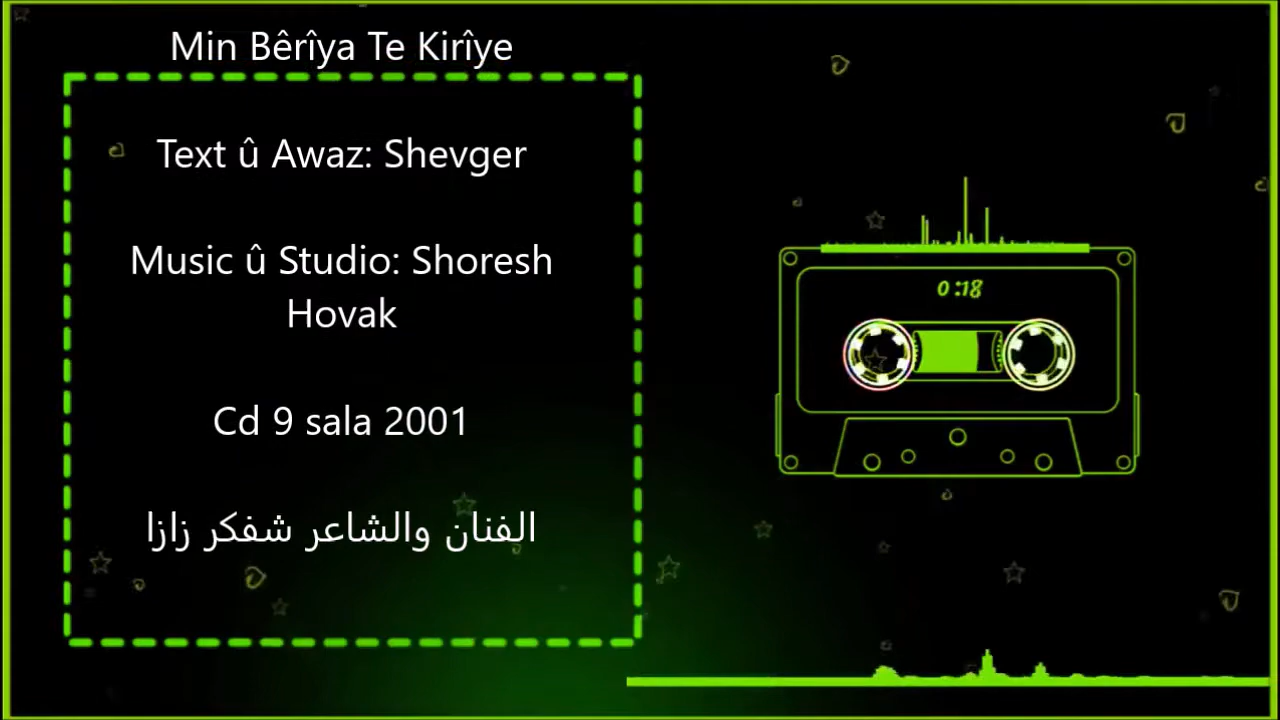 Min Bêrîya Te Kirîye
Text û Awaz: Shevger
Music û Studio: Shoresh
Hovak
Cd 9 sala 2001
الفنان والشاعر شفكر زازا
0:18